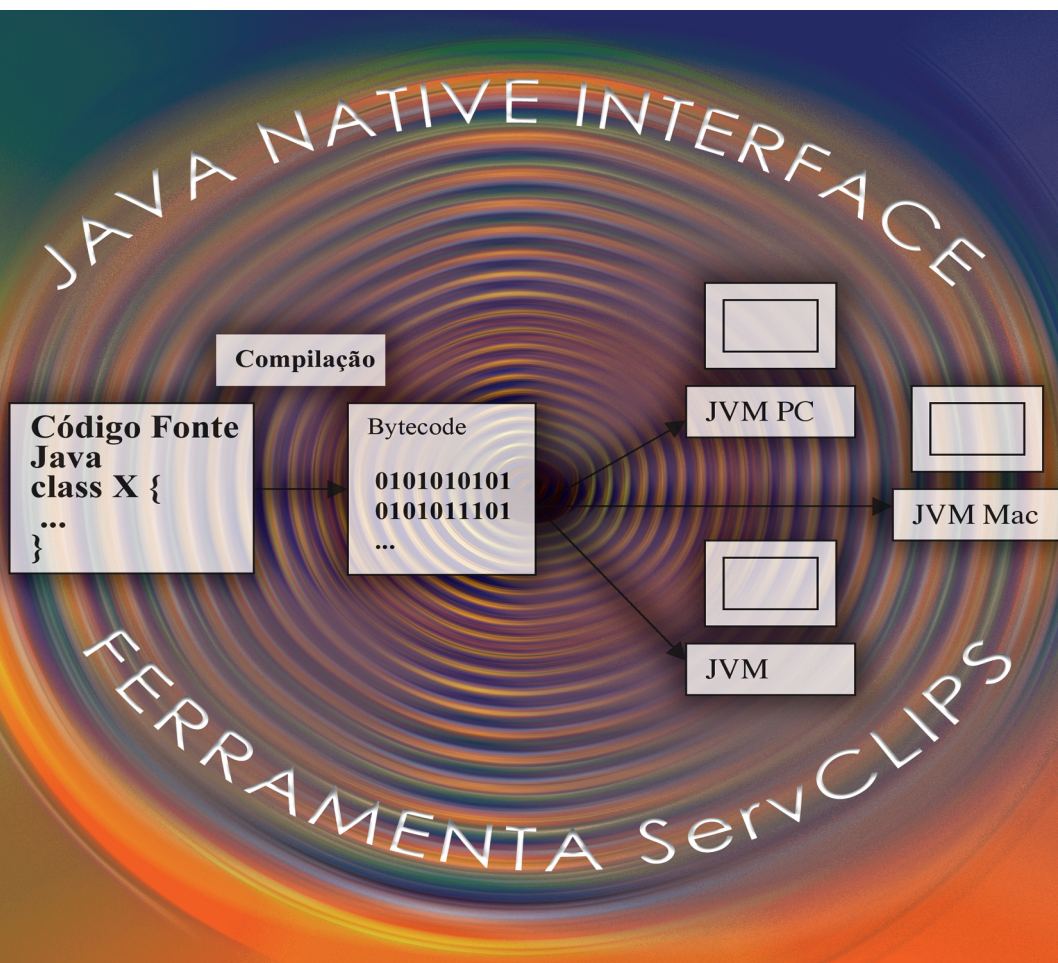 JAVA NATIVE INTERFACE
Compilação
Código Fonte
Java
class X {
...
}
Bytecode
0101010101
0101011101
...
JVM PC
JVM Mac
JVM
FERRAMENTA ServCLIPS